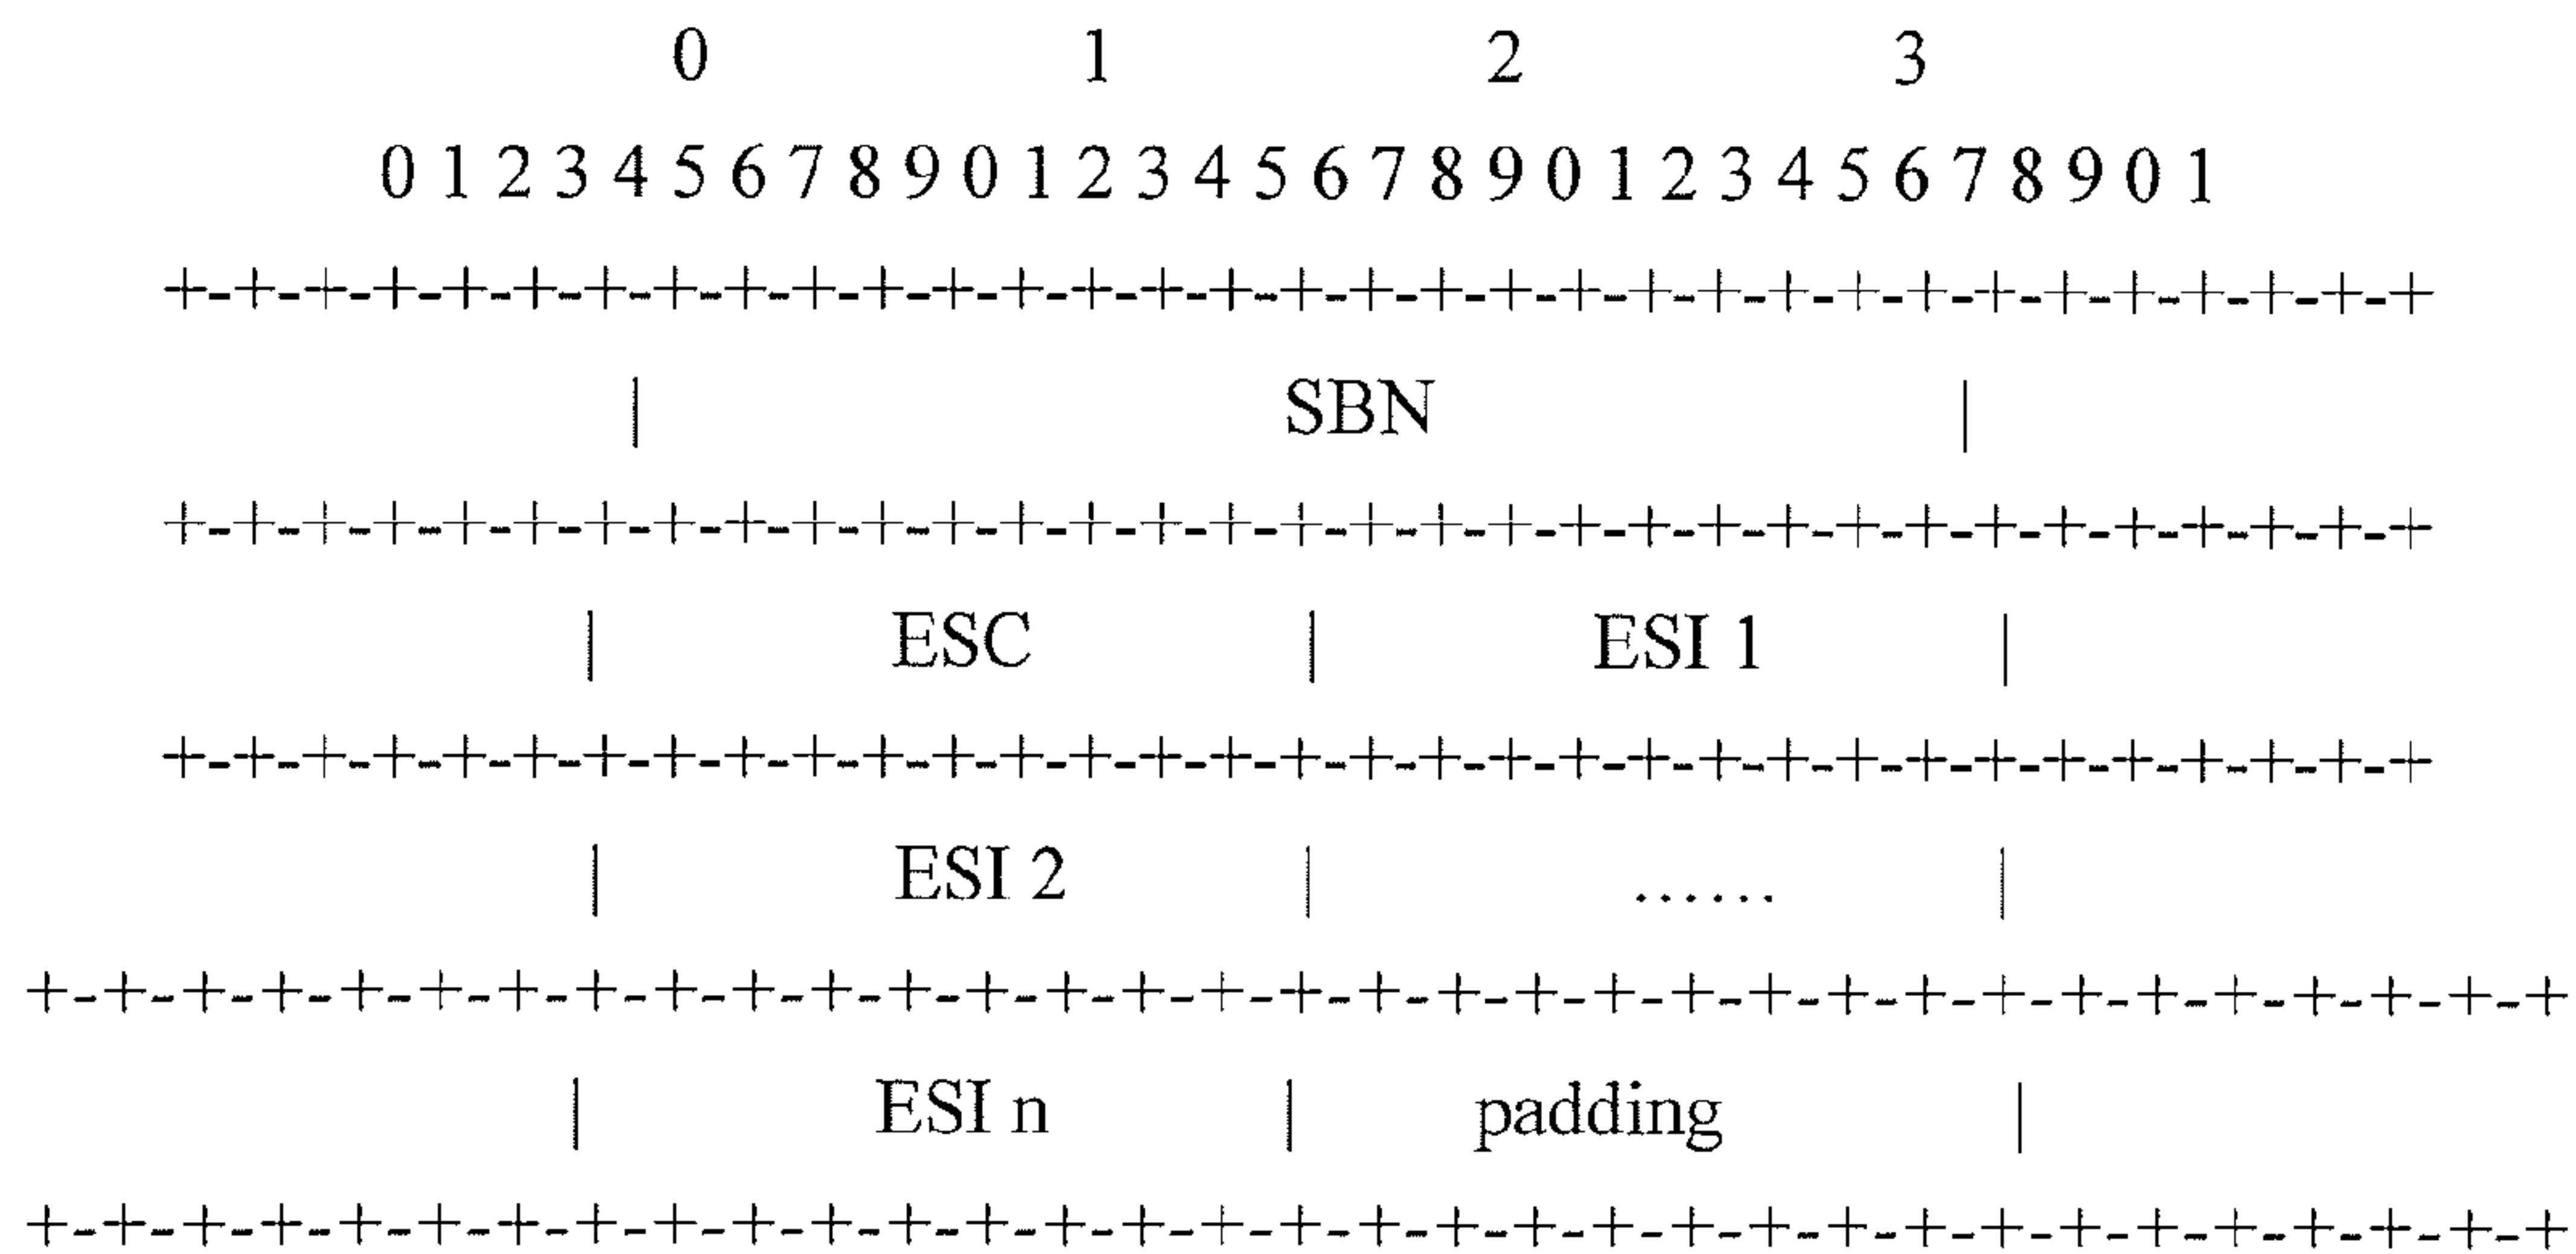 0 1 2 3
0 1 2 3 4 5 6 7 8 9 0 1 2 3 4 5 6 7 8 9 0 1 2 3 4 5 6 7 8 9 0 1
+-+-+-+-+-+-+-+-+-+-+-+-+-+-+-+-+-+-+-+-+-+-+-+-+-+-+-+-+-+-+-+-+
| SBN |
+-+-+-+-+-+-+-+-+-+-+-+-+-+-+-+-+-+-+-+-+-+-+-+-+-+-+-+-+-+-+-+-+
| ESC | ESI 1 |
+-+-+-+-+-+-+-+-+-+-+-+-+-+-+-+-+-+-+-+-+-+-+-+-+-+-+-+-+-+-+-+-+
| ESI 2 | ...... |
+-+-+-+-+-+-+-+-+-+-+-+-+-+-+-+-+-+-+-+-+-+-+-+-+-+-+-+-+-+-+-+-+
| ESI n | padding |
+-+-+-+-+-+-+-+-+-+-+-+-+-+-+-+-+-+-+-+-+-+-+-+-+-+-+-+-+-+-+-+-+